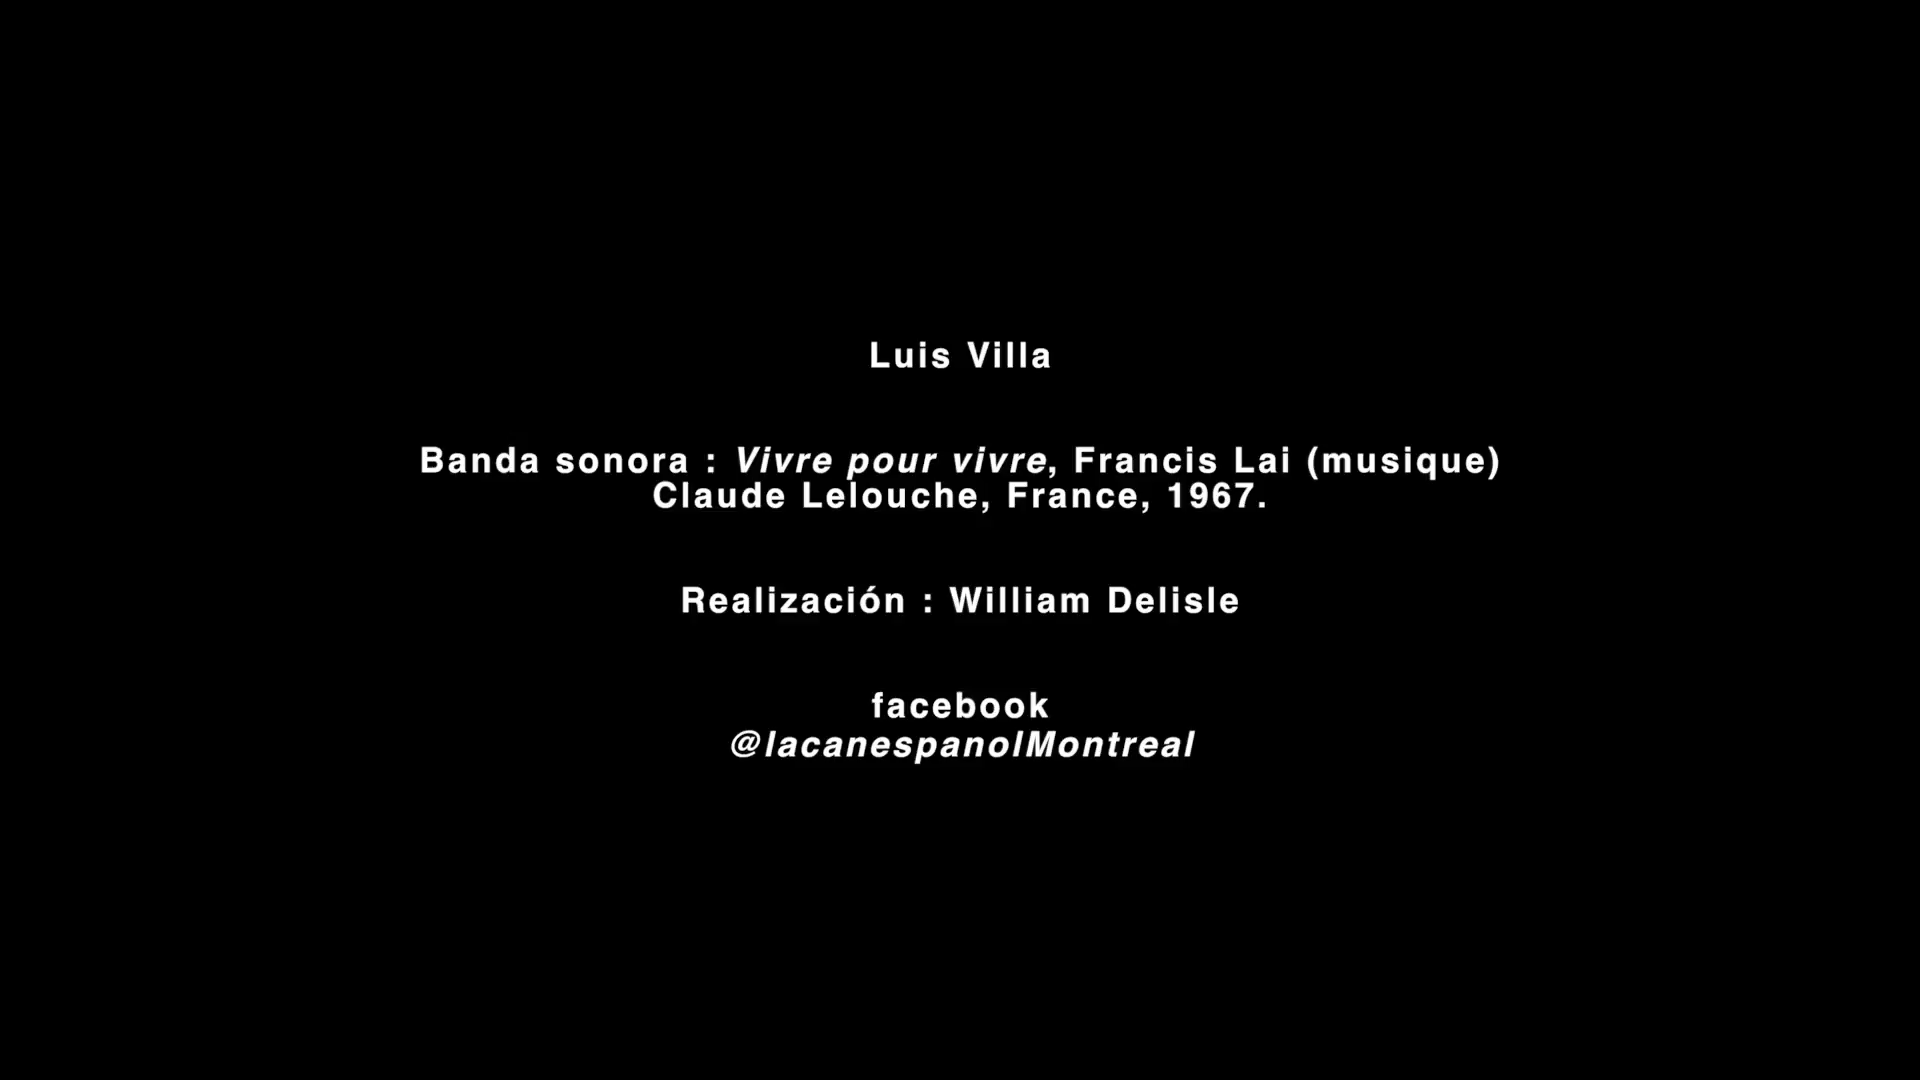 Luis Villa
Banda sonora : Vivre pour vivre, Francis Lai (musique)
Claude Lelouche, France, 1967.
Realización : William Delisle
facebook
@lacanespanolMontreal